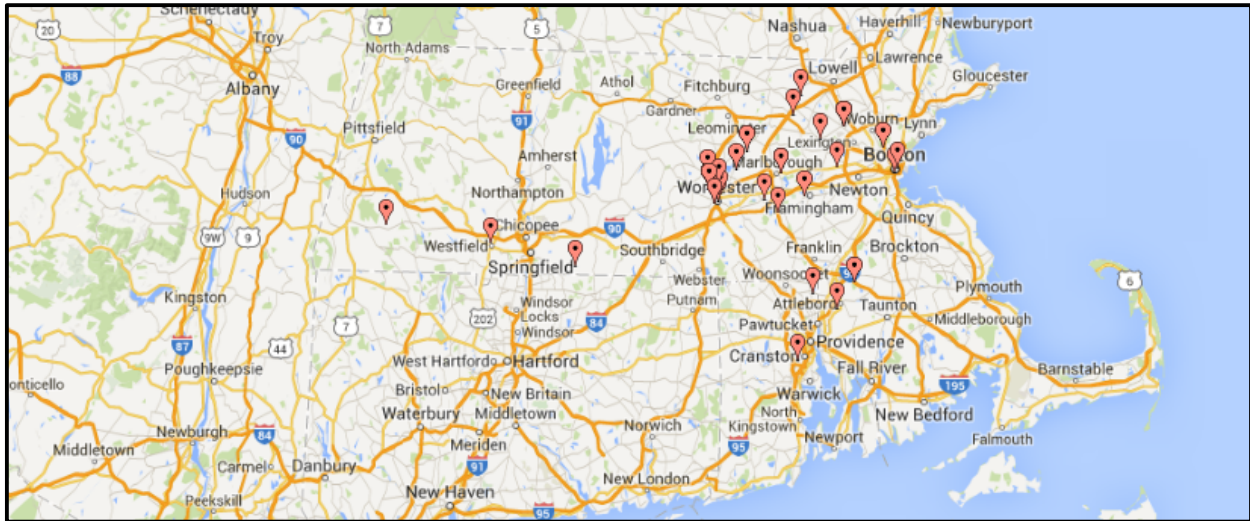 Schenectady
Nashua
Haverhill
Newburyport
20
Troy
7
5
North Adams
Lowell
Lawrence
88
Albany
Greenfield
Athol
Fitchburg
Gloucester
Gardner
91
Pittsfield
Leominster
Woburn
Lynn
90
Lexington
Amherst
Marlborough
Hudson
Northampton
Newton
Framingham
Quincy
9W
9
Chicopee
90
Westfield
Southbridge
Franklin
Brockton
Springfield
Webster
Woonsocket
6
Kingston
Putnam
Attleboro
Taunton
Plymouth
Windsor
Locks
202
84
Pawtucket
Middleborough
7
Windsor
87
44
West Hartford
Hartford
Cranston
Providence
Poughkeepsie
Fall River
Barnstable
onticello
Bristol
New Britain
Warwick
195
Waterbury
Middletown
New Bedford
North
Kingstown
Newburgh
84
Norwich
Newport
Falmouth
Middletown
Meriden
95
Carmel
Danbury
91
New London
Peekskill
New Haven
95